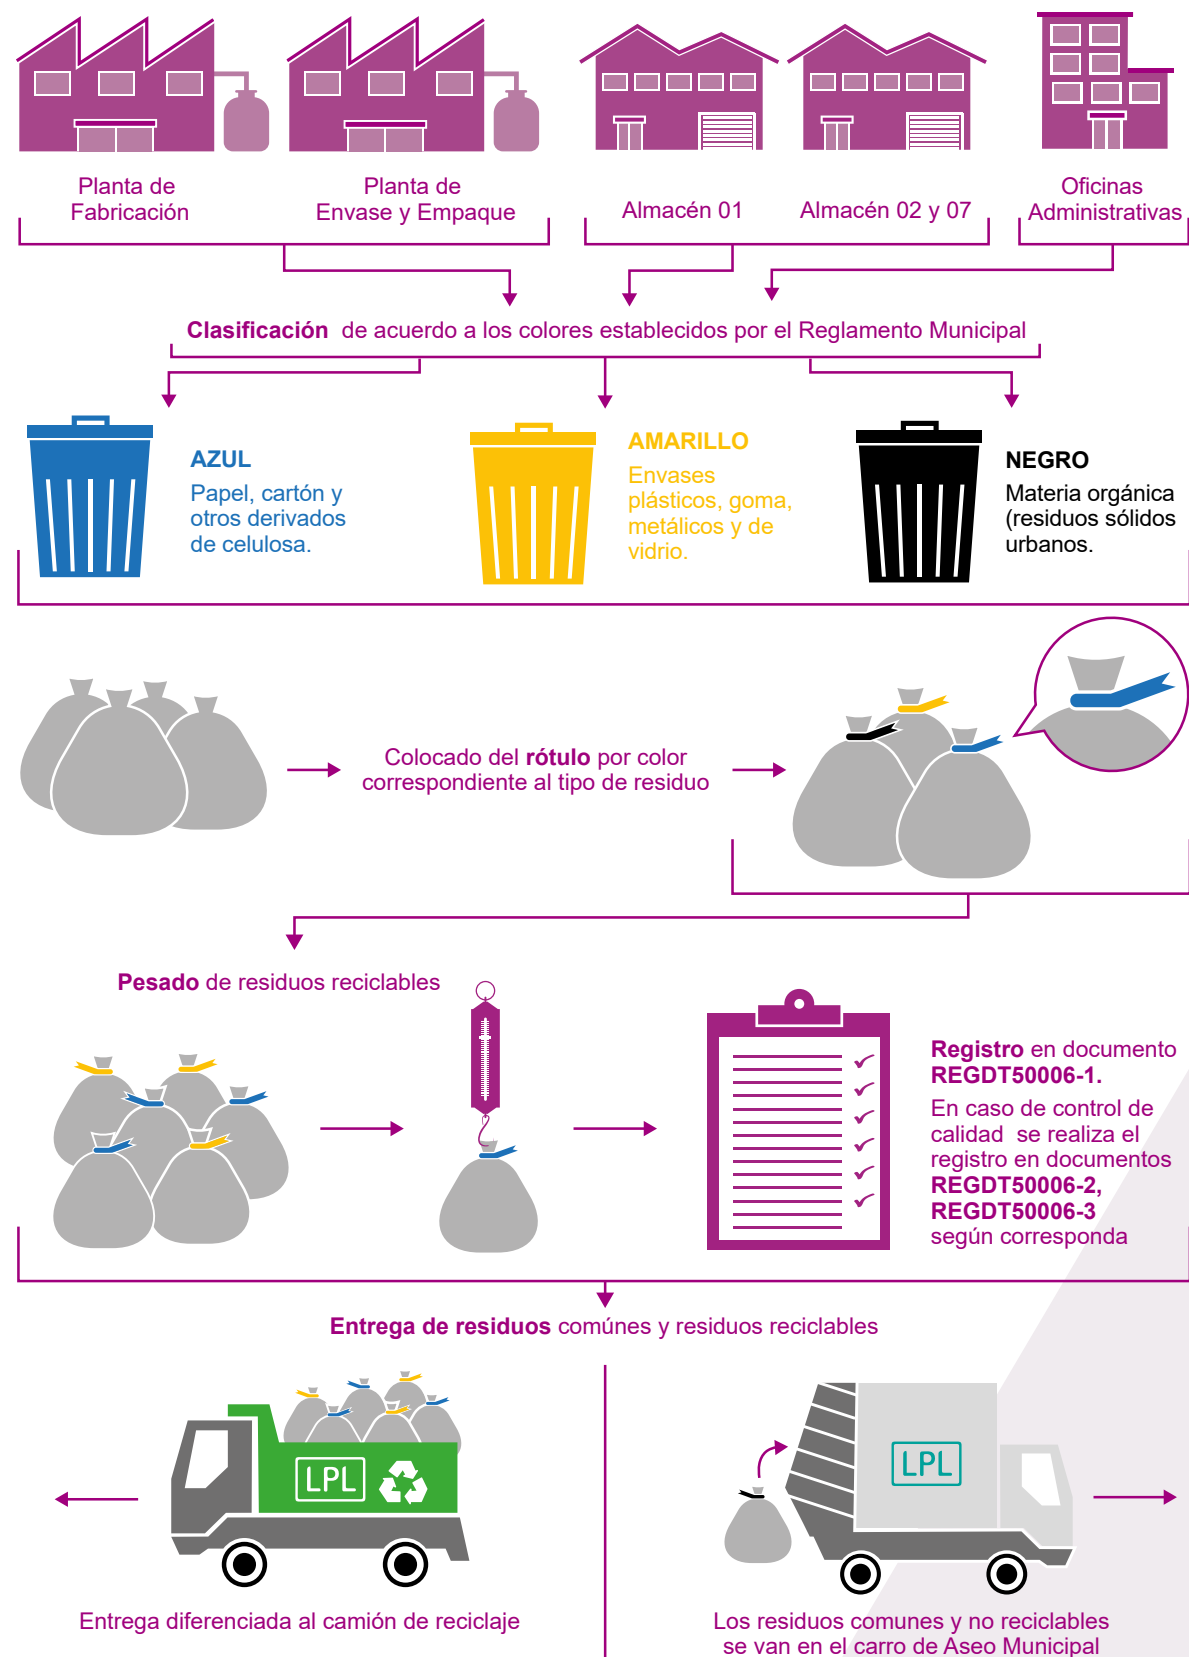 Planta de
Fabricación
Planta de
Envase y Empaque
Almacén 01
Almacén 02 y 07
Oficinas
Administrativas
Clasificación de acuerdo a los colores establecidos por el Reglamento Municipal
AZUL
Papel, cartón y
otros derivados
de celulosa.
AMARILLO
Envases
plásticos, goma,
metálicos y de
vidrio.
NEGRO
Materia orgánica
(residuos sólidos
urbanos.
Colocado del rótulo por color
correspondiente al tipo de residuo
Pesado de residuos reciclables
Registro en documento
REGDT50006-1.
En caso de control de
calidad se realiza el
registro en documentos
REGDT50006-2,
REGDT50006-3
según corresponda
Entrega de residuos comúnes y residuos reciclables
LPL
LPL
Entrega diferenciada al camión de reciclaje
Los residuos comunes y no reciclables
se van en el carro de Aseo Municipal